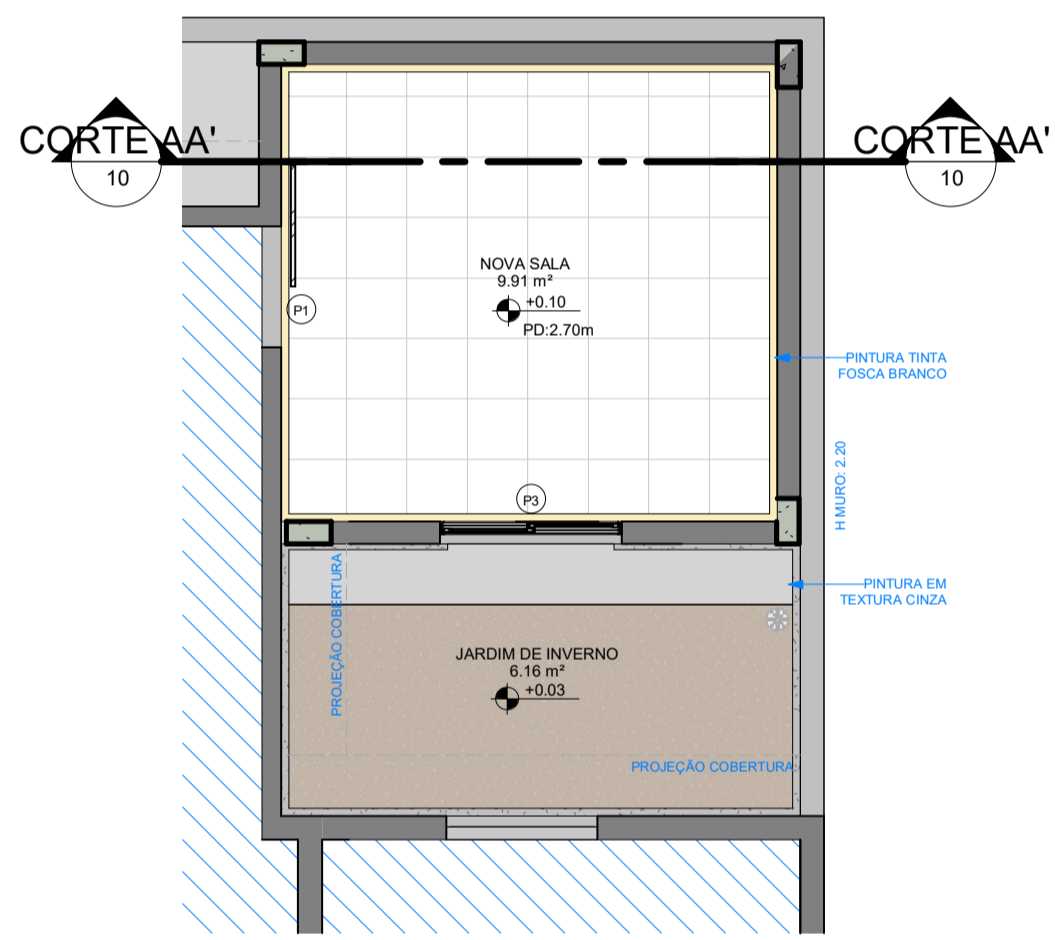 CORTE AA'
10
CORTE AA'
10
NOVA SALA
9.91 m²
+0.10
PD:2.70m
P1
PINTURA TINTA
FOSCA BRANCO
H MURO: 2.20
P3
PROJEÇÃO COBERTURA
PINTURA EM
TEXTURA CINZA
JARDIM DE INVERNO
6.16 m²
+0.03
PROJEÇÃO COBERTURA